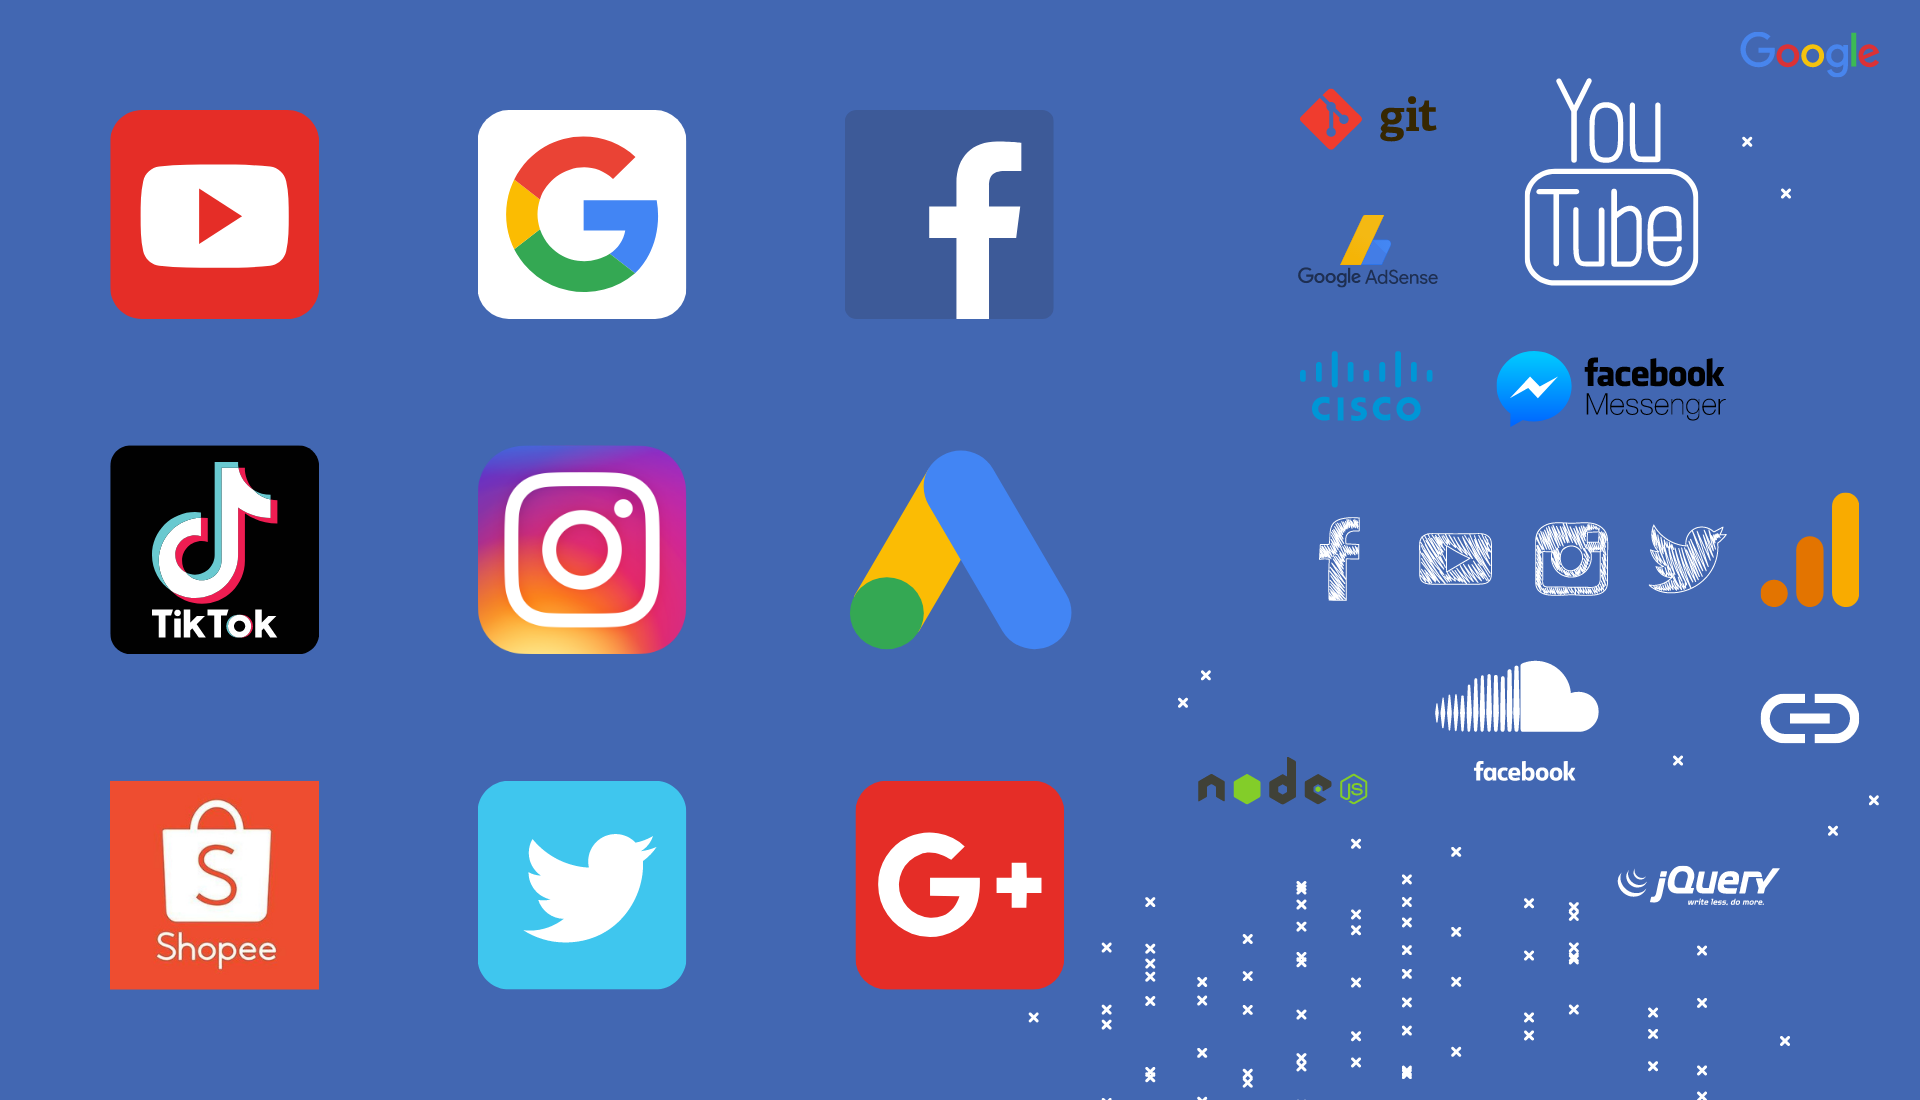 Google
git
You
Tube
Google AdSense
CISCO
facebook
Messenger
TikTok
facebook
node
JS
S
Shopee
G+
jQuery
write less, do more.